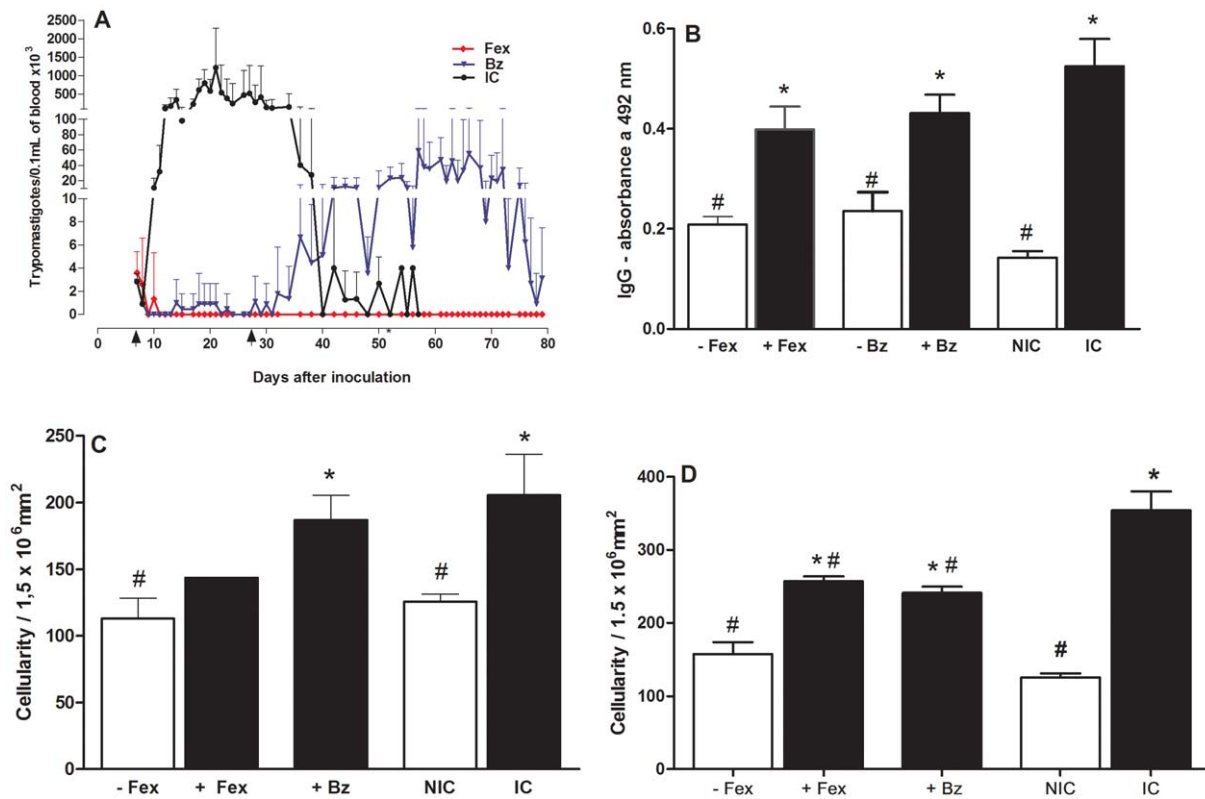 A
Trypomastigotes/0.1mL of blood x10³
2500
2000
1500
1000
500
100
80
60
40
20
10
8
6
4
2
0
Fex
Bz
IC
0 10 20 30 40 50 60 70 80
*
Days after inoculation
B
IgG - absorbance a 492 nm
0.6
0.4
0.2
0.0
# * # * # *
- Fex + Fex - Bz + Bz NIC IC
C
Cellularity / 1,5 x 10⁶mm²
250
200
150
100
50
0
# * # *
- Fex + Fex + Bz NIC IC
D
Cellularity / 1.5 x 10⁶mm²
400
300
200
100
0
# * # * # # *
- Fex + Fex + Bz NIC IC